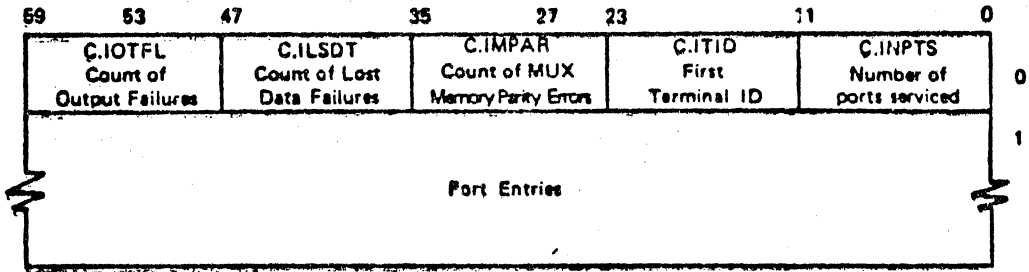 59 53 47 35 27 23 11 0
C.IOTFL C.ILSDT C.IMPAR C.ITID C.INPTS
Count of Count of Lost Count of MUX First Number of 0
Output Failures Data Failures Memory Parity Errors Terminal ID ports serviced
1
Port Entries